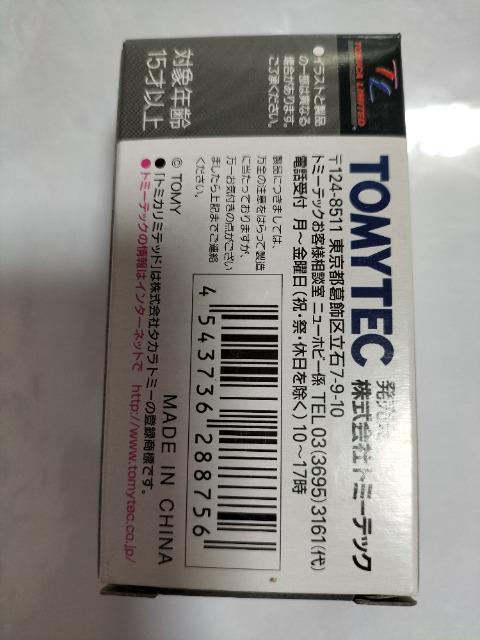 TL
TOMICA LIMITED
●イラストと製品
の一部は異なる
場合があります。
ご了承ください。
対象年齢
15才以上
TOMYTEC
発売元
株式会社トミーテック
〒124-8511 東京都葛飾区立石7-9-10
トミーテックお客様相談室 ニューホビー係 TEL 03(3695)3161(代)
電話受付 月〜金曜日(祝・祭・休日を除く)10〜17時
製品につきましては、
万全の注意をはらって製造
に当たっておりますが、
万一お気付きの点がござい
ましたら上記までご連絡
ください。
4 543736 288756
© TOMY
MADE IN CHINA
●「トミカリミテッド」は株式会社タカラトミーの登録商標です。
●トミーテックの情報はインターネットで http://www.tomytec.co.jp/